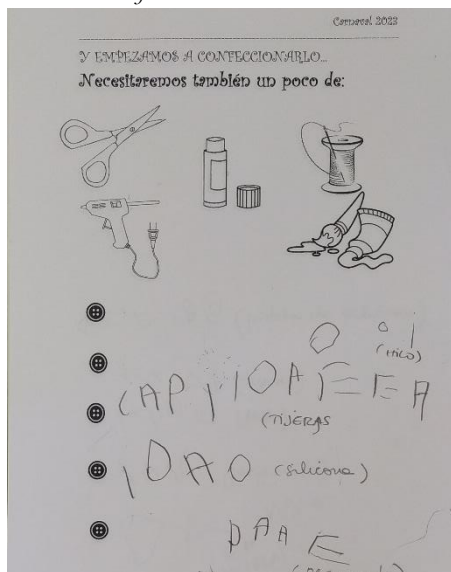 Carnaval 2023
Y EMPEZAMOS A CONFECCIONARLO...
Necesitaremos también un poco de:
O o l
(HILO)
CAPIIOAIEEA
(TIJERAS
IOAO (silicona)
PAAE